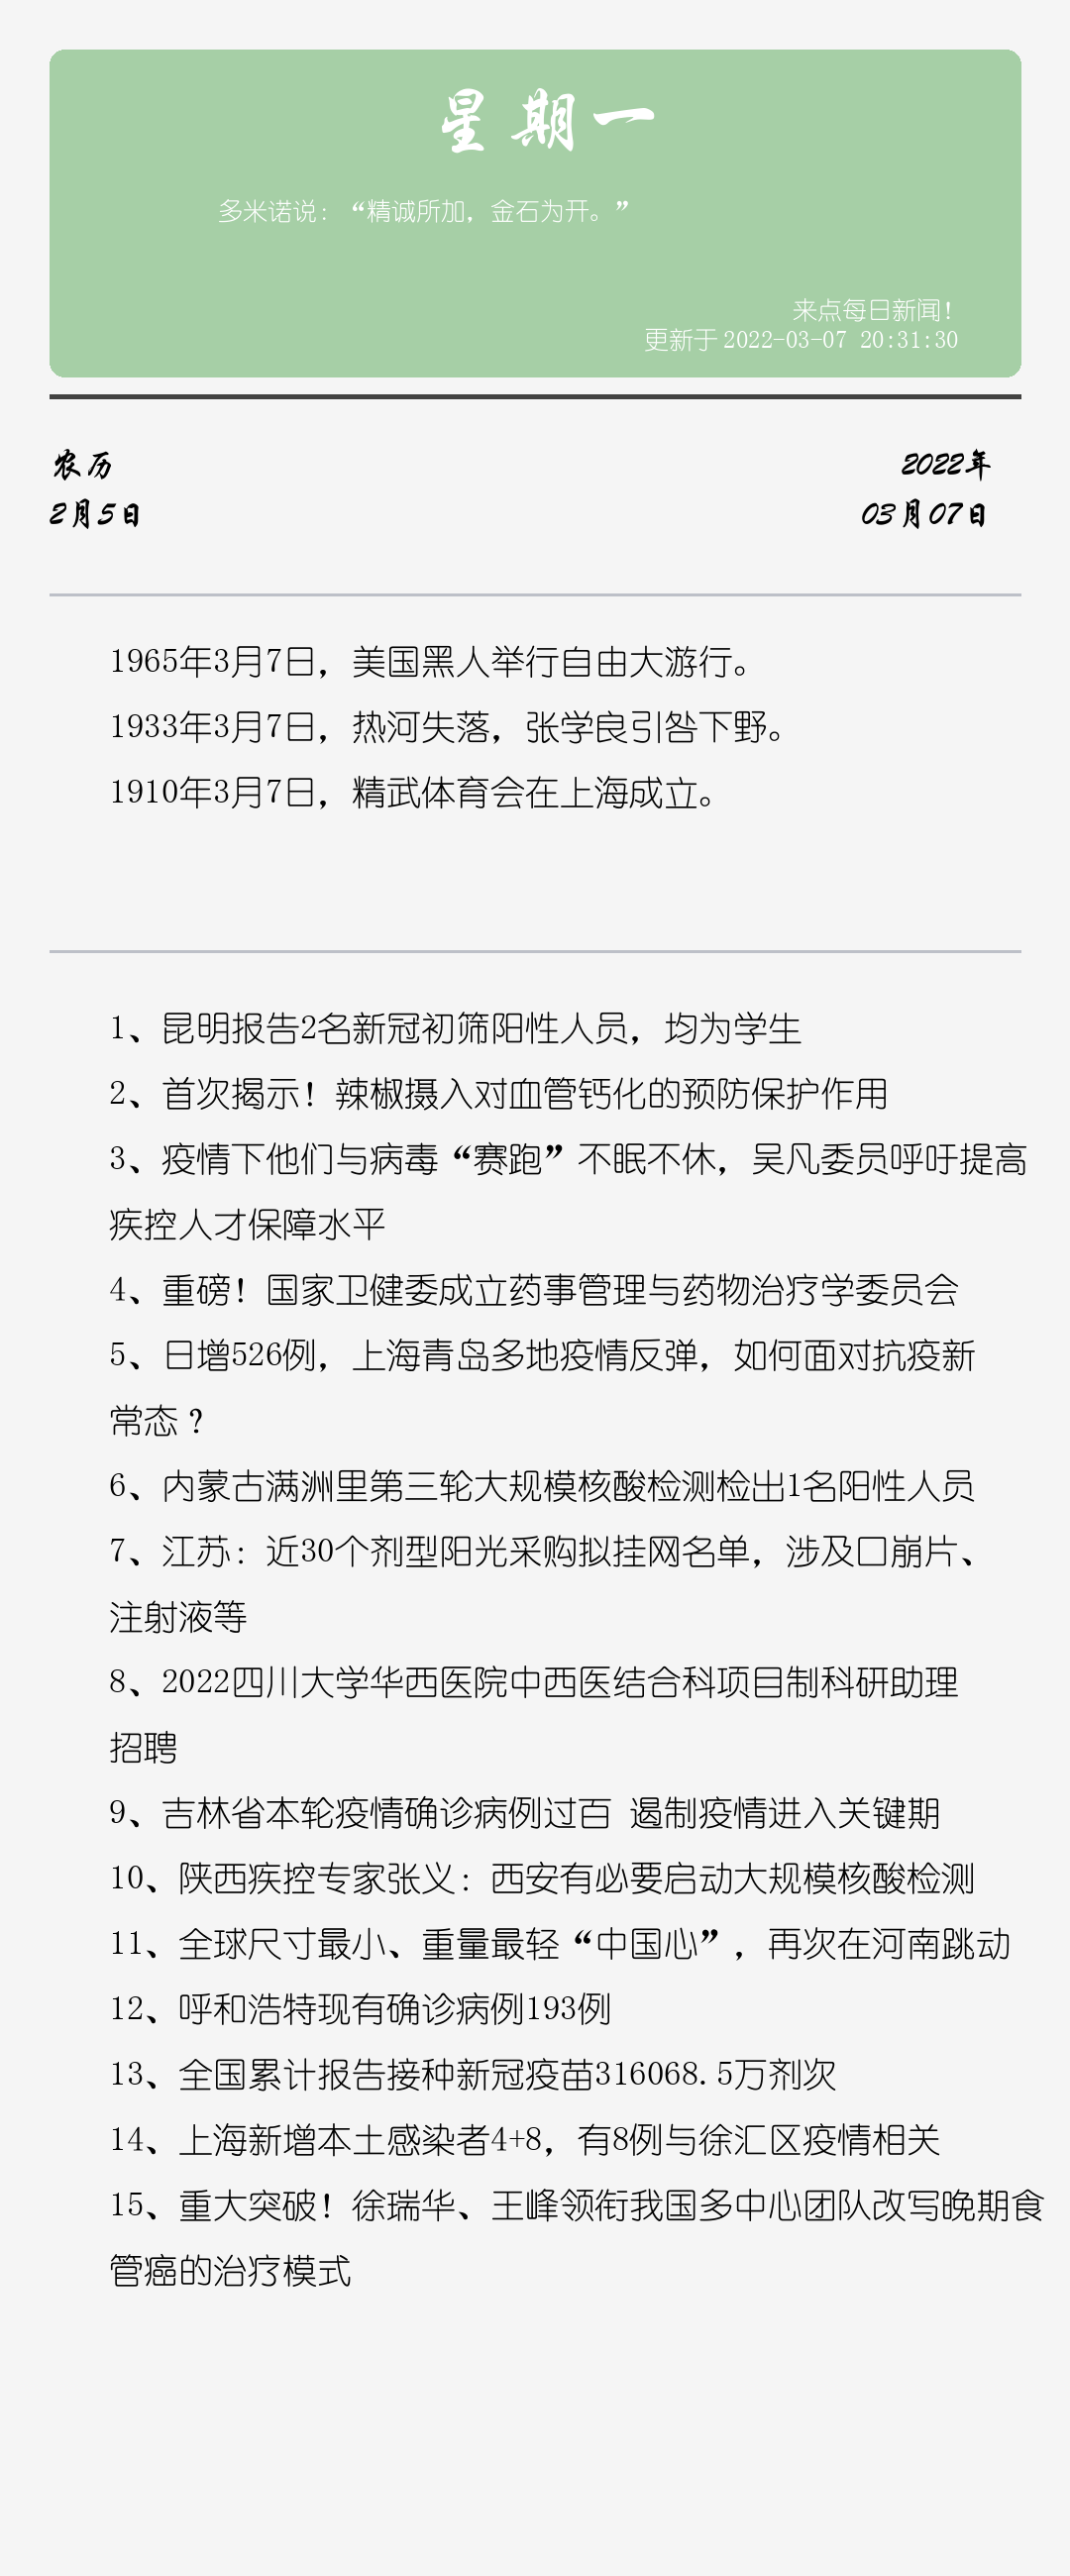 星期一
多米诺说：“精诚所加，金石为开。”
来点每日新闻！
更新于 2022-03-07 20:31:30
农历
2022年
2月5日
03月07日
1965年3月7日，美国黑人举行自由大游行。
1933年3月7日，热河失落，张学良引咎下野。
1910年3月7日，精武体育会在上海成立。
1、昆明报告2名新冠初筛阳性人员，均为学生
2、首次揭示！辣椒摄入对血管钙化的预防保护作用
3、疫情下他们与病毒“赛跑”不眠不休，吴凡委员呼吁提高
疾控人才保障水平
4、重磅！国家卫健委成立药事管理与药物治疗学委员会
5、日增526例，上海青岛多地疫情反弹，如何面对抗疫新
常态？
6、内蒙古满洲里第三轮大规模核酸检测检出1名阳性人员
7、江苏：近30个剂型阳光采购拟挂网名单，涉及口崩片、
注射液等
8、2022四川大学华西医院中西医结合科项目制科研助理
招聘
9、吉林省本轮疫情确诊病例过百 遏制疫情进入关键期
10、陕西疾控专家张义：西安有必要启动大规模核酸检测
11、全球尺寸最小、重量最轻“中国心”，再次在河南跳动
12、呼和浩特现有确诊病例193例
13、全国累计报告接种新冠疫苗316068.5万剂次
14、上海新增本土感染者4+8，有8例与徐汇区疫情相关
15、重大突破！徐瑞华、王峰领衔我国多中心团队改写晚期食
管癌的治疗模式